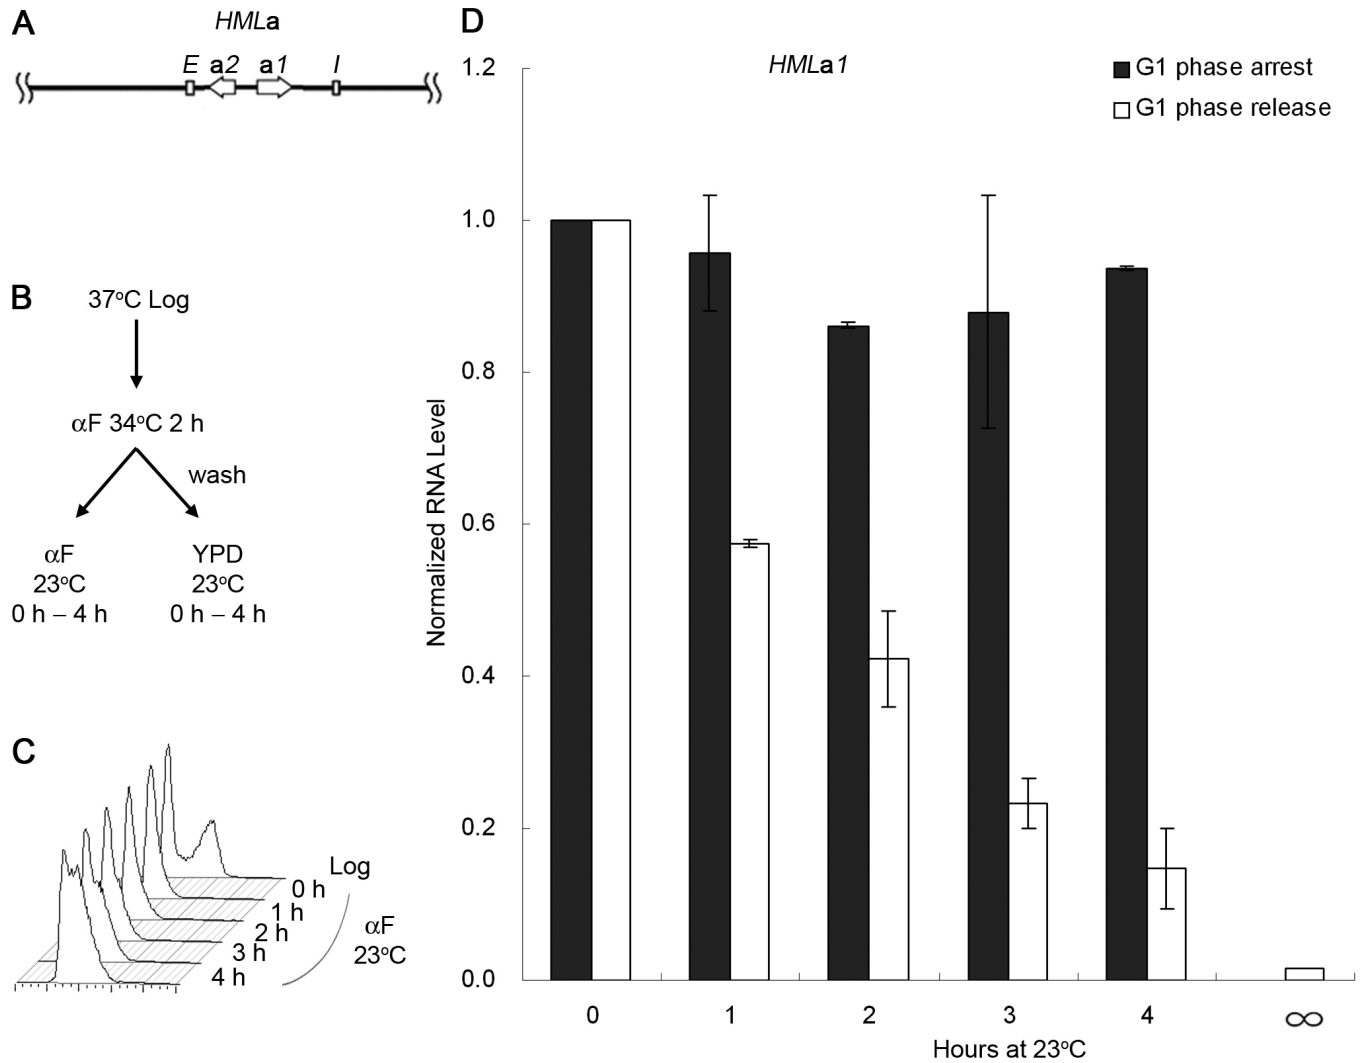 A
HMLa
E a2 a1 I
B
37°C Log
αF 34°C 2 h
wash
αF
23°C
0 h – 4 h
YPD
23°C
0 h – 4 h
C
Log
0 h
1 h
2 h
3 h
4 h
αF
23°C
D
HMLa1
G1 phase arrest
G1 phase release
Normalized RNA Level
1.2
1.0
0.8
0.6
0.4
0.2
0.0
0 1 2 3 4 ∞
Hours at 23°C